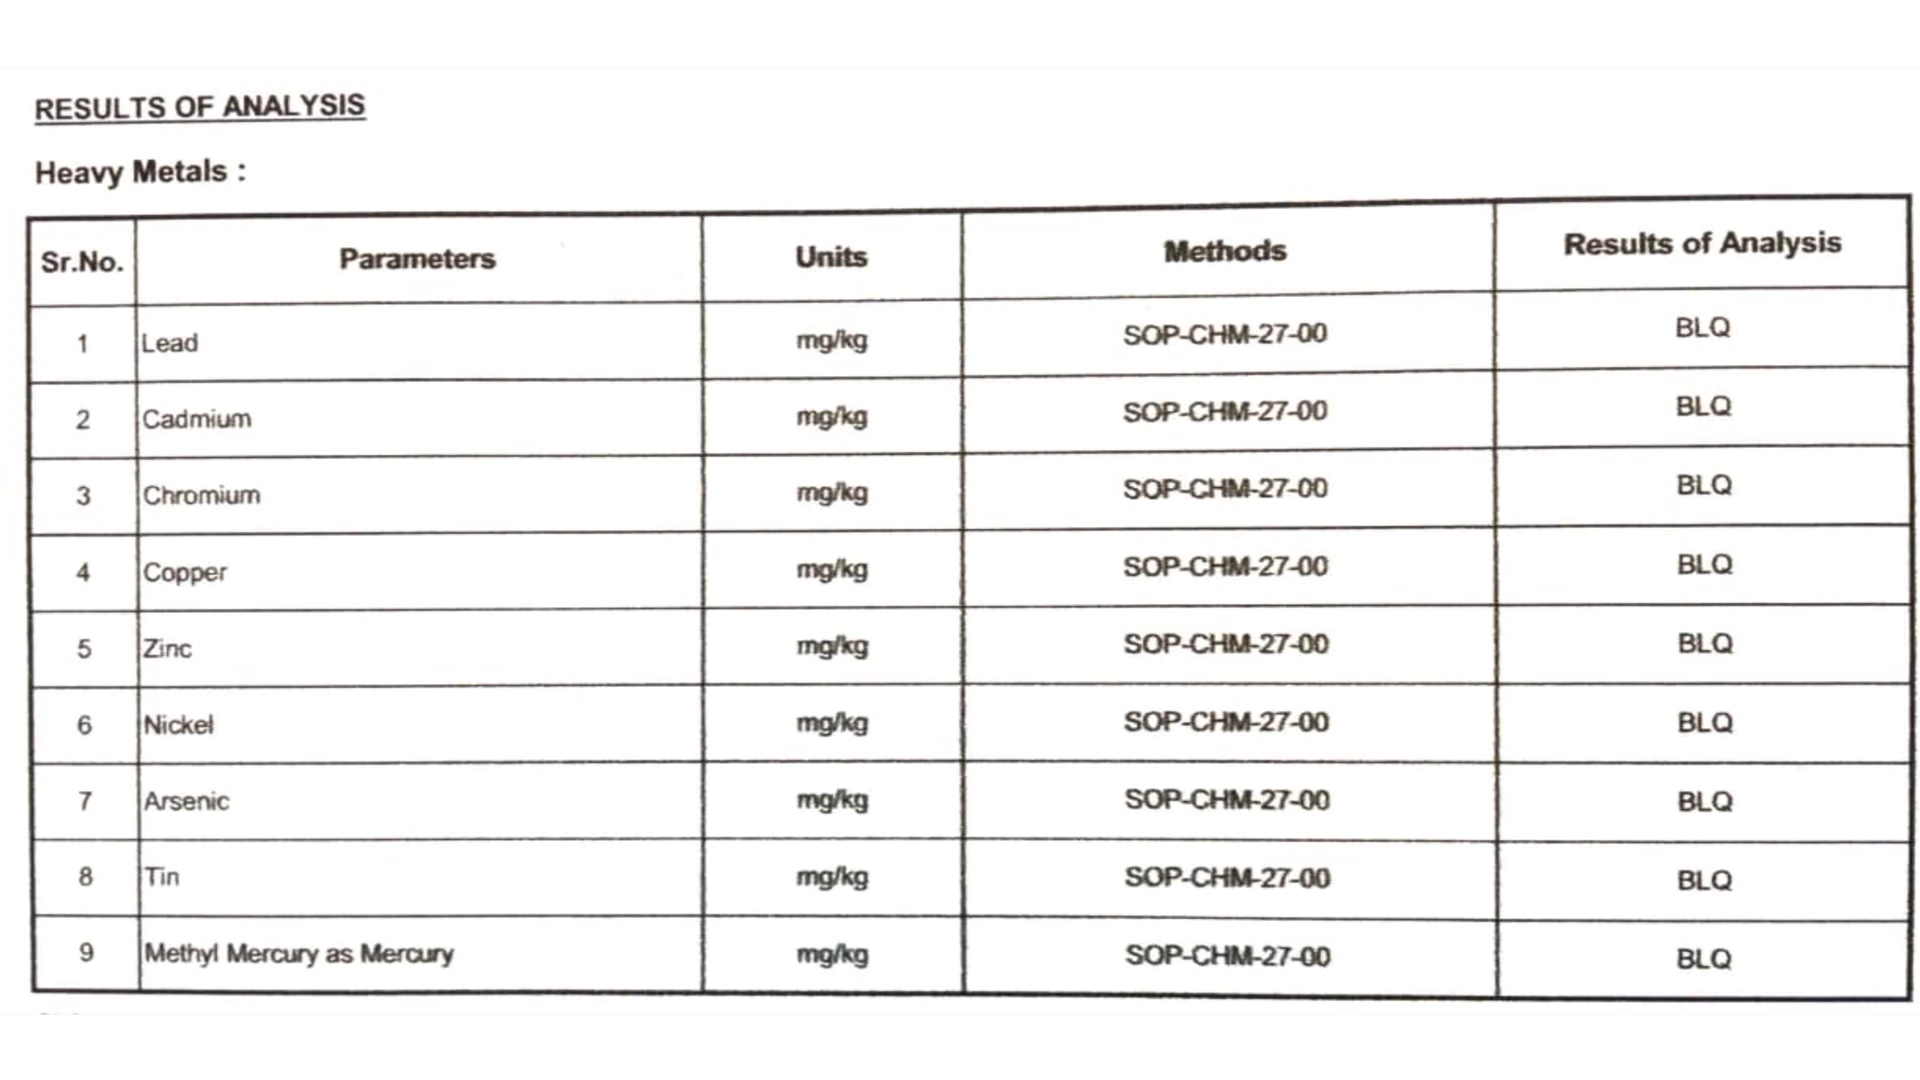 RESULTS OF ANALYSIS
Heavy Metals :
Sr.No. Parameters Units Methods Results of Analysis
1 Lead mg/kg SOP-CHM-27-00 BLQ
2 Cadmium mg/kg SOP-CHM-27-00 BLQ
3 Chromium mg/kg SOP-CHM-27-00 BLQ
4 Copper mg/kg SOP-CHM-27-00 BLQ
5 Zinc mg/kg SOP-CHM-27-00 BLQ
6 Nickel mg/kg SOP-CHM-27-00 BLQ
7 Arsenic mg/kg SOP-CHM-27-00 BLQ
8 Tin mg/kg SOP-CHM-27-00 BLQ
9 Methyl Mercury as Mercury mg/kg SOP-CHM-27-00 BLQ